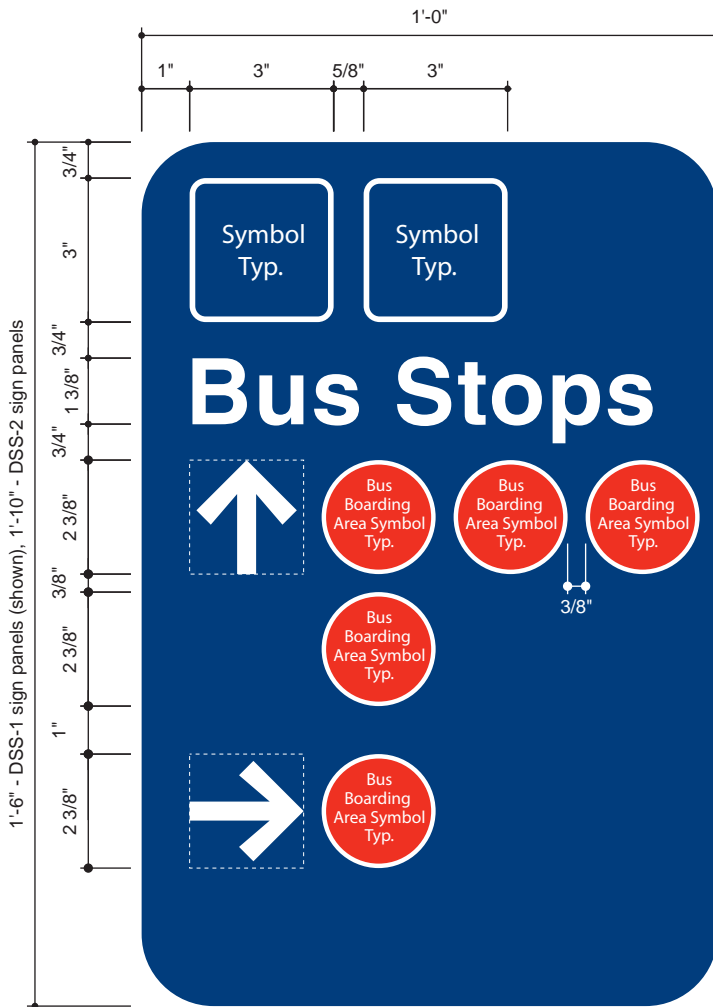 1'-0"
1"
3"
5/8"
3"
3/4"
3"
3/4"
1 3/8"
3/4"
2 3/8"
3/8"
2 3/8"
1"
2 3/8"
1'-6" - DSS-1 sign panels (shown), 1'-10" - DSS-2 sign panels
Symbol
Typ.
Symbol
Typ.
Bus Stops
Bus
Boarding
Area Symbol
Typ.
Bus
Boarding
Area Symbol
Typ.
Bus
Boarding
Area Symbol
Typ.
3/8"
Bus
Boarding
Area Symbol
Typ.
Bus
Boarding
Area Symbol
Typ.